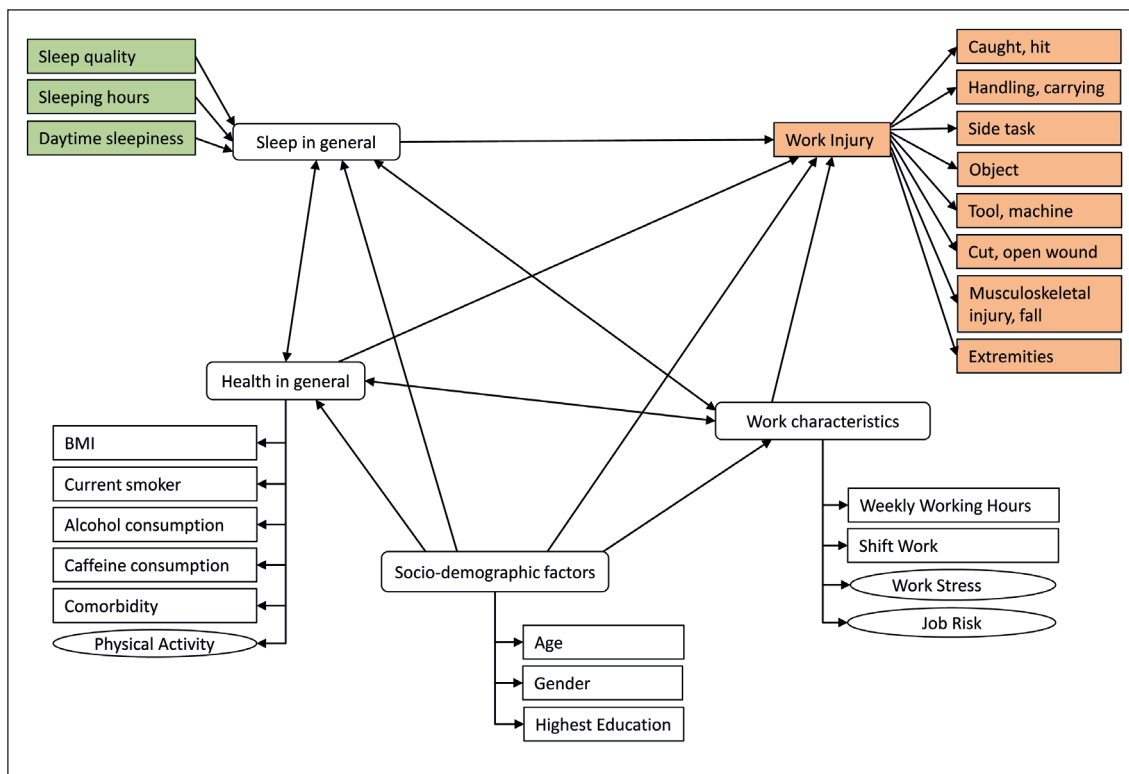 Sleep quality
Sleeping hours
Daytime sleepiness
Sleep in general
Work Injury
Caught, hit
Handling, carrying
Side task
Object
Tool, machine
Cut, open wound
Musculoskeletal
injury, fall
Extremities
Health in general
BMI
Current smoker
Alcohol consumption
Caffeine consumption
Comorbidity
Physical Activity
Socio-demographic factors
Age
Gender
Highest Education
Work characteristics
Weekly Working Hours
Shift Work
Work Stress
Job Risk